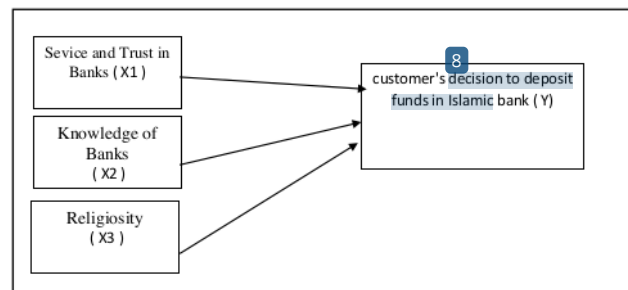 Sevice and Trust in
Banks ( X1 )
8
customer's decision to deposit
funds in Islamic bank ( Y)
Knowledge of
Banks
( X2 )
Religiosity
( X3 )